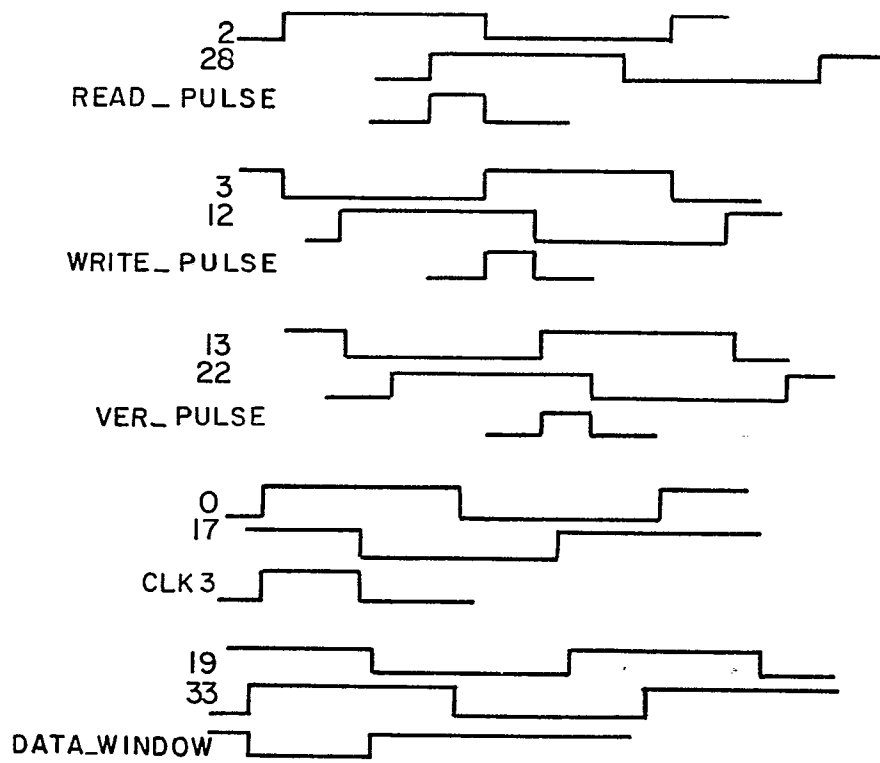 2
28
READ_PULSE
3
12
WRITE_PULSE
13
22
VER_PULSE
0
17
CLK3
19
33
DATA_WINDOW